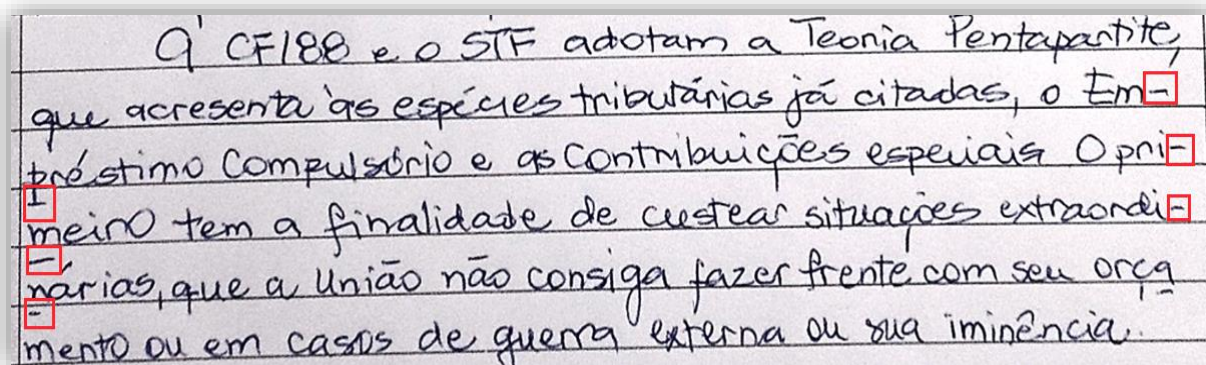 A CF/88 e o STF adotam a Teoria Pentapartite,
que acresenta às espécies tributárias já citadas, o Em-
préstimo Compulsório e as contribuições especiais O pri-
meiro tem a finalidade de custear situações extraordi-
nárias, que a União não consiga fazer frente com seu orça
mento ou em casos de guerra externa ou sua iminência.